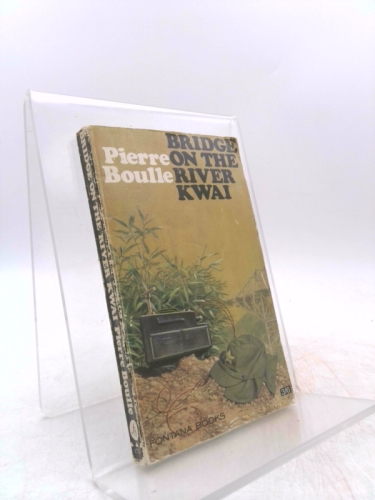 Pierre
Boulle
BRIDGE
ON THE
RIVER
KWAI
FONTANA BOOKS
BRIDGE ON THE RIVER KWAI Pierre Boulle